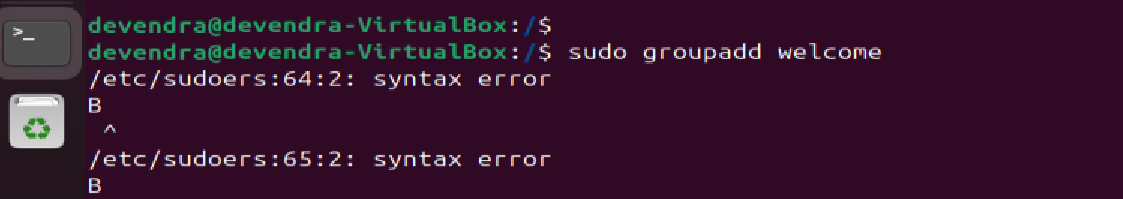 devendra@devendra-VirtualBox:/$
devendra@devendra-VirtualBox:/$ sudo groupadd welcome
/etc/sudoers:64:2: syntax error
B
 ^
/etc/sudoers:65:2: syntax error
B